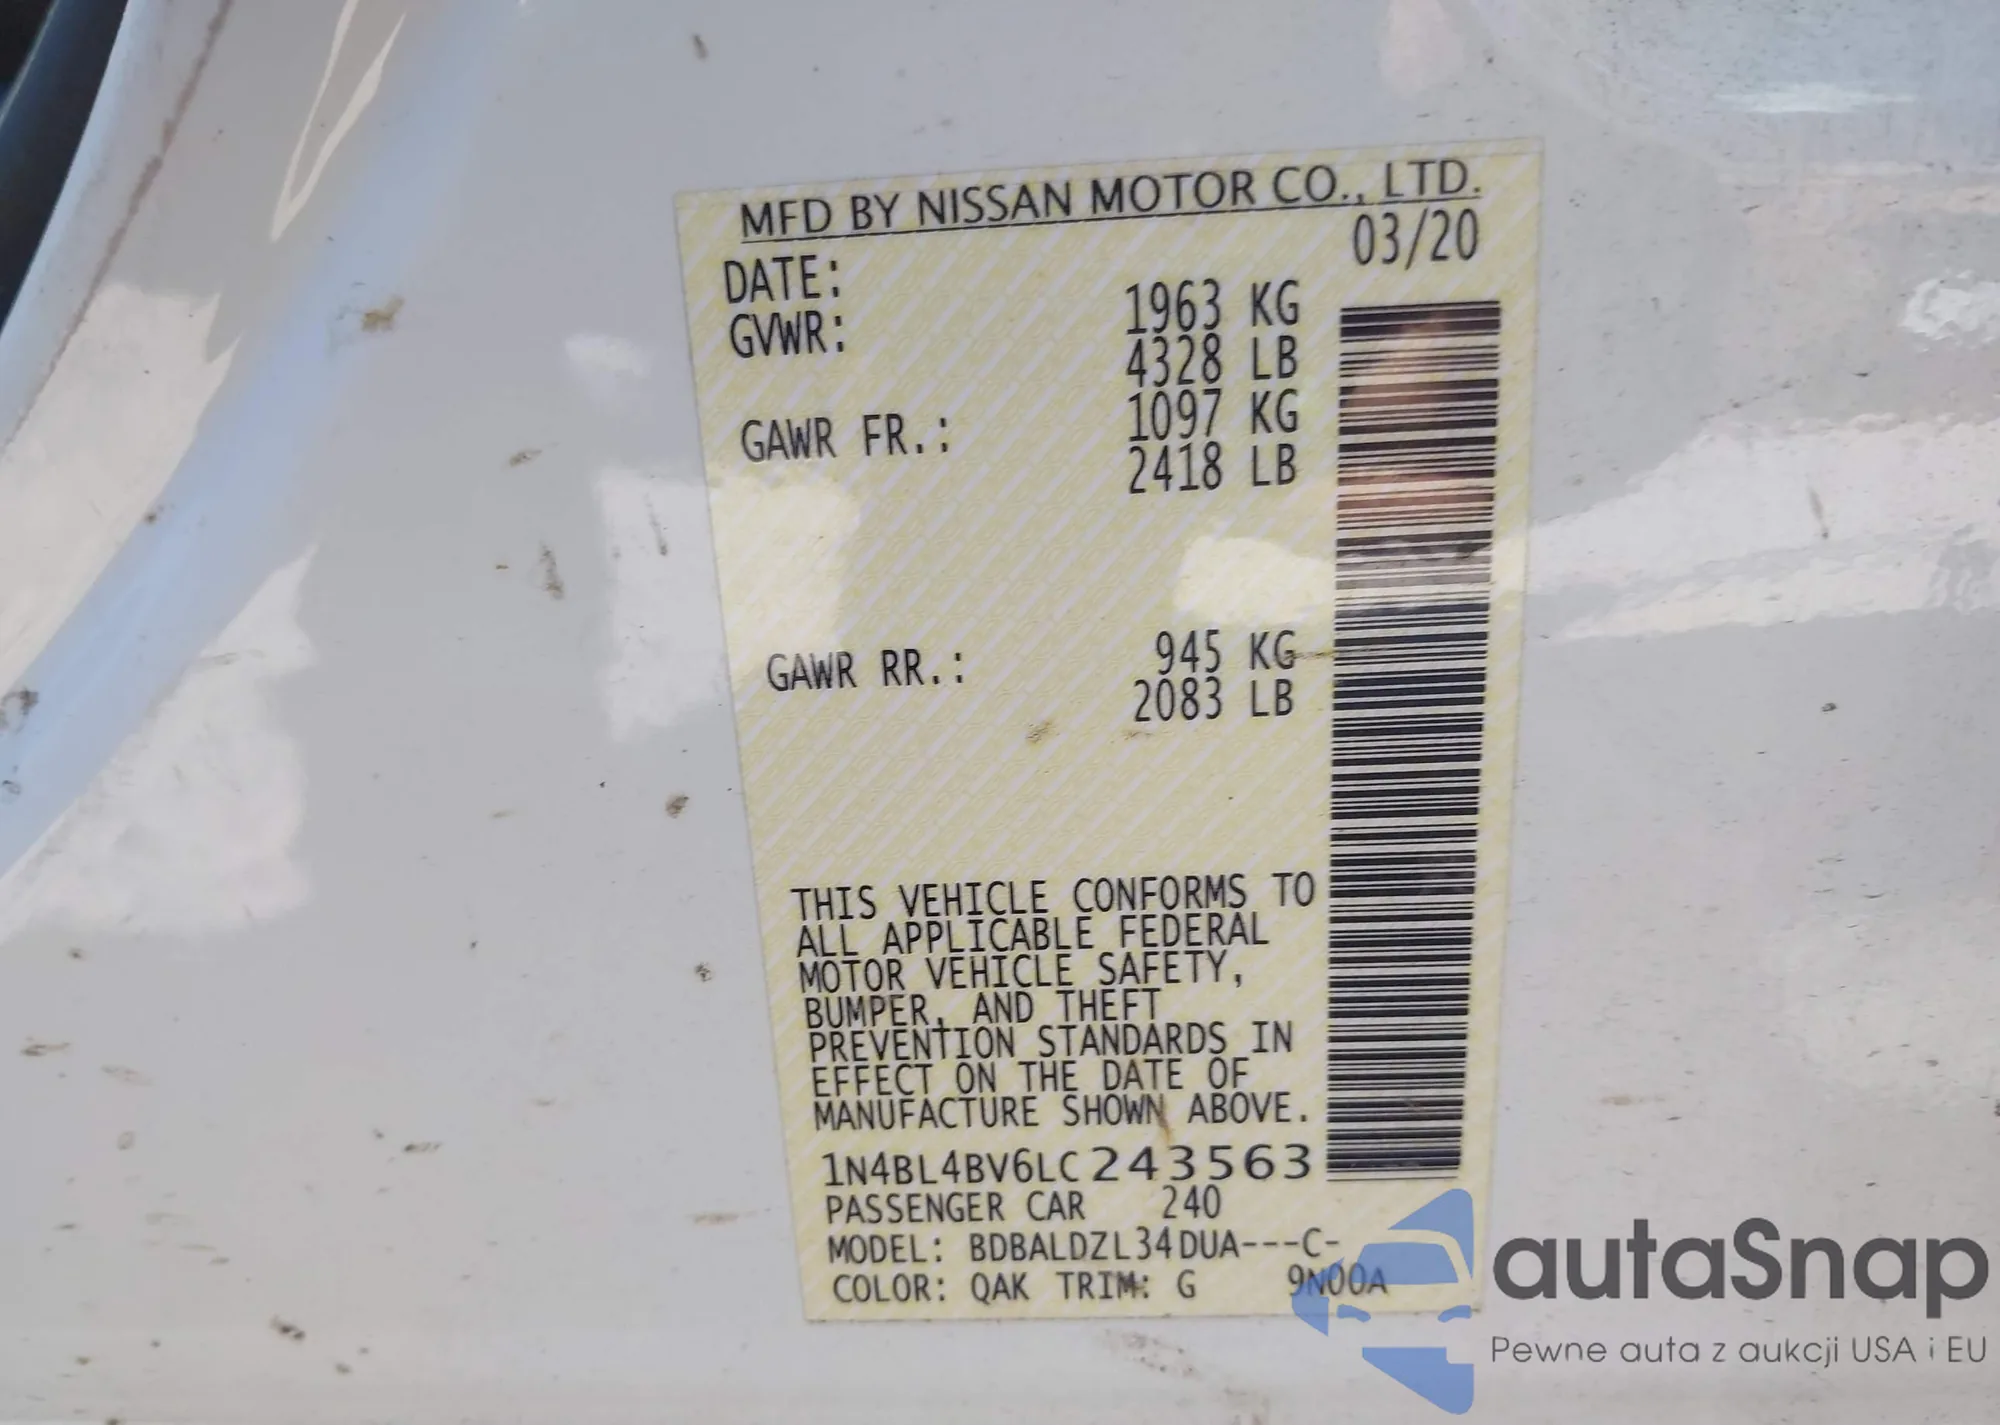 MFD BY NISSAN MOTOR CO., LTD.
DATE: 03/20
GVWR: 1963 KG
4328 LB
GAWR FR.: 1097 KG
2418 LB
GAWR RR.: 945 KG
2083 LB
THIS VEHICLE CONFORMS TO
ALL APPLICABLE FEDERAL
MOTOR VEHICLE SAFETY,
BUMPER, AND THEFT
PREVENTION STANDARDS IN
EFFECT ON THE DATE OF
MANUFACTURE SHOWN ABOVE.
1N4BL4BV6LC243563
PASSENGER CAR 240
MODEL: BDBALDZL34DUA---C-
COLOR: QAK TRIM: G 9N00A
autaSnap
Pewne auta z aukcji USA i EU